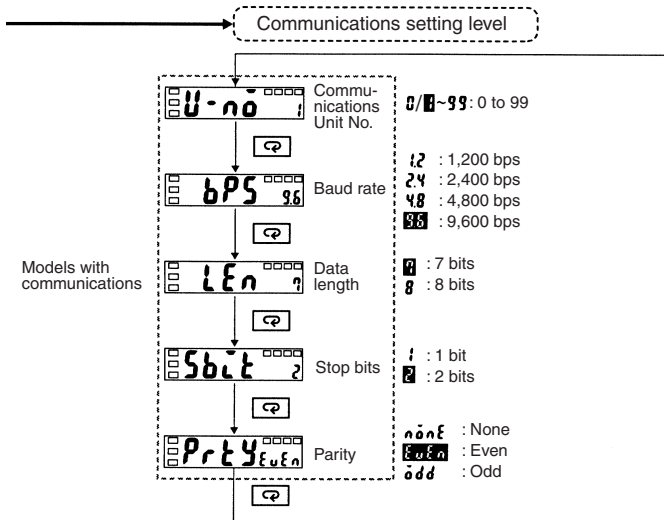 Communications setting level
U-no 1
Commu-
nications
Unit No.
0/1~99: 0 to 99
bPS 9.6
Baud rate
1.2 : 1,200 bps
2.4 : 2,400 bps
4.8 : 4,800 bps
9.6 : 9,600 bps
Models with
communications
LEn 7
Data
length
7 : 7 bits
8 : 8 bits
Sbit 2
Stop bits
1 : 1 bit
2 : 2 bits
PrtY EvEn
Parity
nonE : None
EvEn : Even
odd : Odd